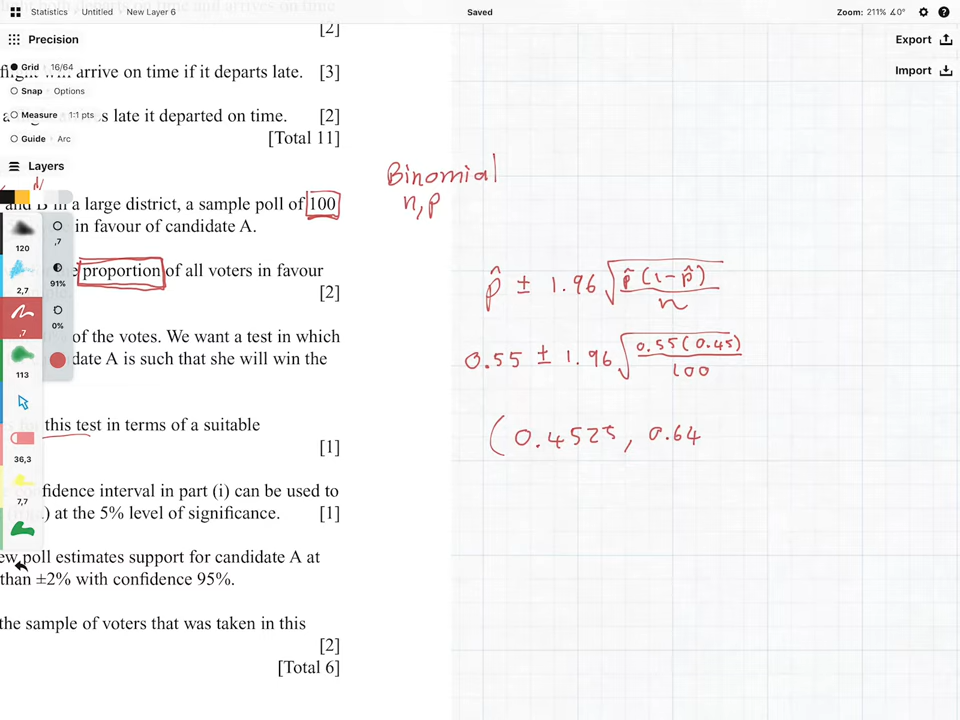 Statistics Untitled New Layer 6 Saved Zoom: 211% ∠0°
Precision Export
Grid 16/64 Import
Snap Options
Measure 1:1 pts
Guide Arc
Layers
,7
91%
0%
120
2,7
,7
113
36,3
7,7
[2]
arrive on time if it departs late. [3]
late it departed on time. [2]
[Total 11]
and B in a large district, a sample poll of 100
in favour of candidate A.
proportion of all voters in favour
[2]
of the votes. We want a test in which
date A is such that she will win the
this test in terms of a suitable
[1]
confidence interval in part (i) can be used to
at the 5% level of significance. [1]
ew poll estimates support for candidate A at
than ±2% with confidence 95%.
the sample of voters that was taken in this
[2]
[Total 6]
Binomial
n, p
p̂ ± 1.96 √(p̂(1-p̂)/n)
0.55 ± 1.96 √(0.55(0.45)/100)
(0.4525, 0.64